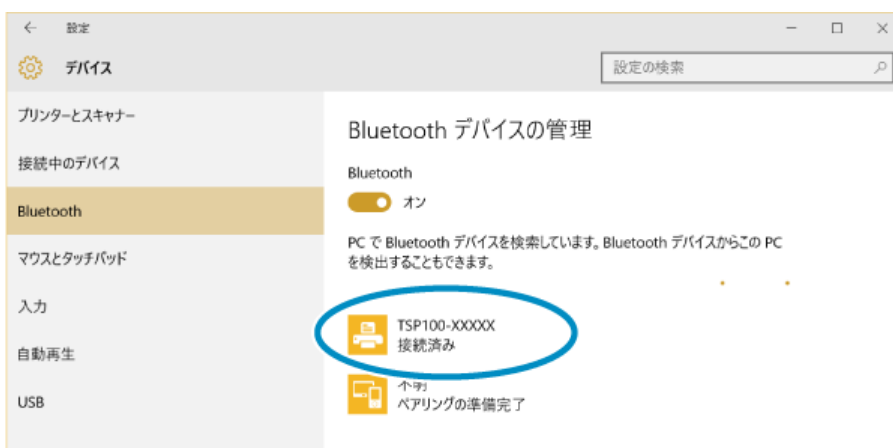 設定
デバイス
設定の検索
プリンターとスキャナー
接続中のデバイス
Bluetooth
マウスとタッチパッド
入力
自動再生
USB
Bluetooth デバイスの管理
Bluetooth
オン
PC で Bluetooth デバイスを検索しています。Bluetooth デバイスからこの PC
を検出することもできます。
TSP100-XXXXX
接続済み
不明
ペアリングの準備完了